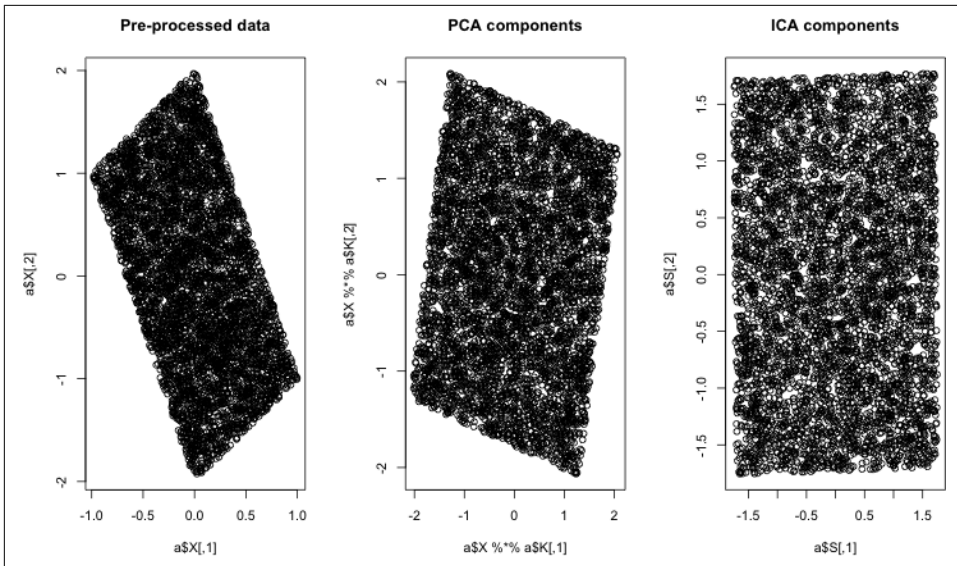 Pre-processed data
PCA components
ICA components
a$X[,2]
2
1
0
-1
-2
-1.0 -0.5 0.0 0.5 1.0
a$X[,1]
a$X %*% a$K[,2]
2
1
0
-1
-2
-2 -1 0 1 2
a$X %*% a$K[,1]
a$S[,2]
1.5
1.0
0.5
0.0
-0.5
-1.0
-1.5
-1.5 -0.5 0.5 1.5
a$S[,1]